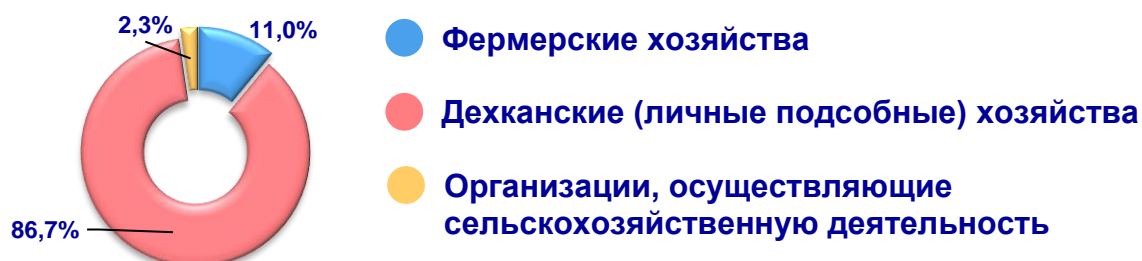 2,3%
11,0%
Фермерские хозяйства
Дехканские (личные подсобные) хозяйства
Организации, осуществляющие
сельскохозяйственную деятельность
86,7%